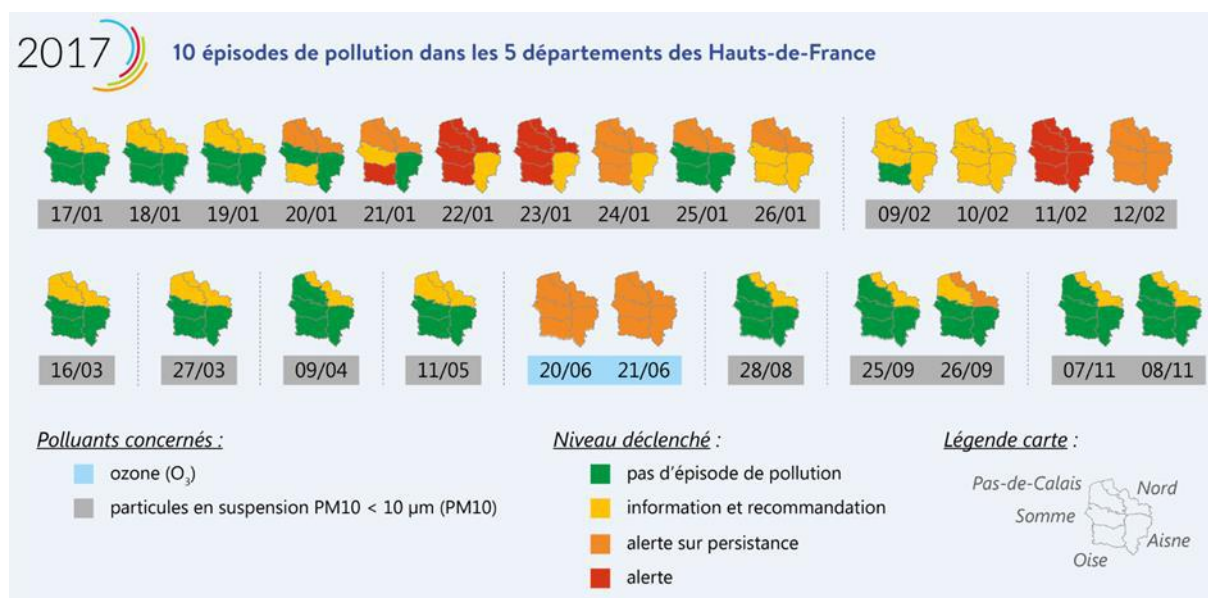 2017
10 épisodes de pollution dans les 5 départements des Hauts-de-France
17/01 18/01 19/01 20/01 21/01 22/01 23/01 24/01 25/01 26/01 09/02 10/02 11/02 12/02
16/03 27/03 09/04 11/05 20/06 21/06 28/08 25/09 26/09 07/11 08/11
Polluants concernés :
ozone (O₃)
particules en suspension PM10 < 10 µm (PM10)
Niveau déclenché :
pas d'épisode de pollution
information et recommandation
alerte sur persistance
alerte
Légende carte :
Pas-de-Calais
Nord
Somme
Aisne
Oise